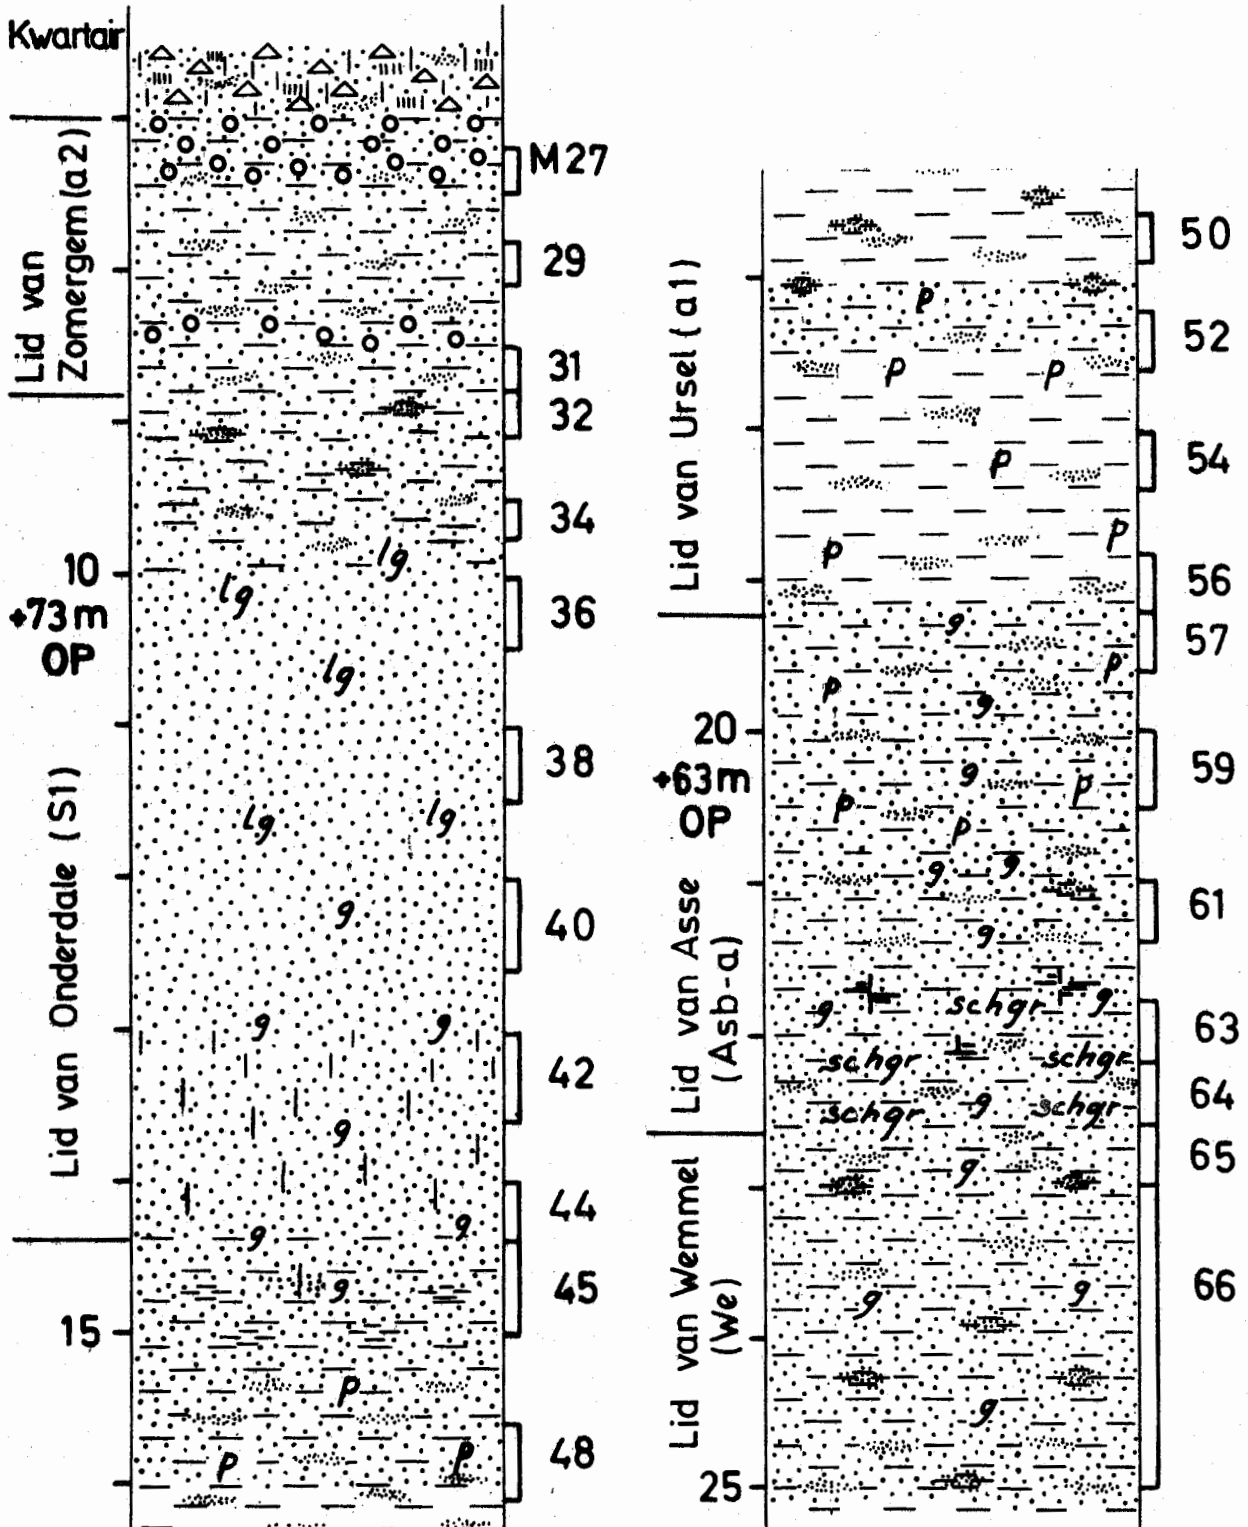 Kwartair
Lid van
Zomergem (a2)
M27
29
31
32
34
10
+73m
OP
lg
lg
lg
36
38
lg
lg
Lid van Onderdale (S1)
g
40
g
g
42
g
44
g
g
g
45
15
p
p
p
48
50
p
52
p
p
Lid van Ursel (a1)
p
54
p
p
56
g
57
p
p
g
20
+63m
OP
59
g
p
p
p
g
g
61
g
Lid van Asse
(Asb-a)
schgr
g
g
63
schgr
schgr
64
schgr
g
schgr
65
g
Lid van Wemmel
(We)
g
g
66
g
25